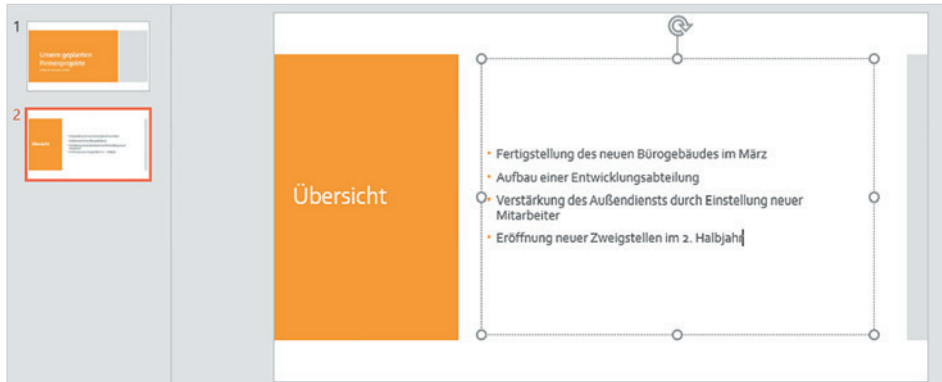 1
Unsere geplanten
Firmenprojekte
2
Übersicht
Übersicht
• Fertigstellung des neuen Bürogebäudes im März
• Aufbau einer Entwicklungsabteilung
• Verstärkung des Außendiensts durch Einstellung neuer
Mitarbeiter
• Eröffnung neuer Zweigstellen im 2. Halbjahr